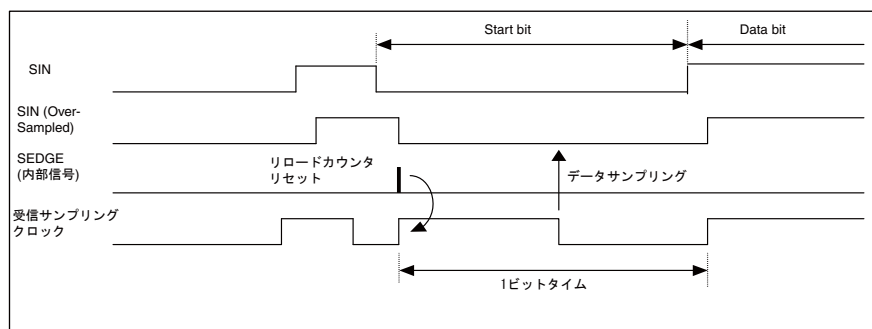 Start bit
Data bit
SIN
SIN (Over-
Sampled)
SEDGE
(内部信号)
リロードカウンタ
リセット
データサンプリング
受信サンプリング
クロック
1ビットタイム